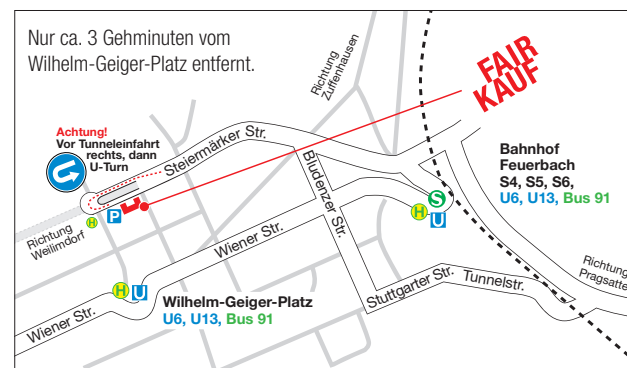 Nur ca. 3 Gehminuten vom
Wilhelm-Geiger-Platz entfernt.
Richtung
Zuffenhausen
FAIR
KAUF
Achtung!
Vor Tunneleinfahrt
rechts, dann
U-Turn
Steiermärker Str.
Bahnhof
Feuerbach
S4, S5, S6,
U6, U13, Bus 91
Bludenzer Str.
S
H
U
P
H
Richtung
Weilimdorf
Wiener Str.
Richtung
Pragsattel
H U
Wilhelm-Geiger-Platz
U6, U13, Bus 91
Stuttgarter Str.
Tunnelstr.
Wiener Str.